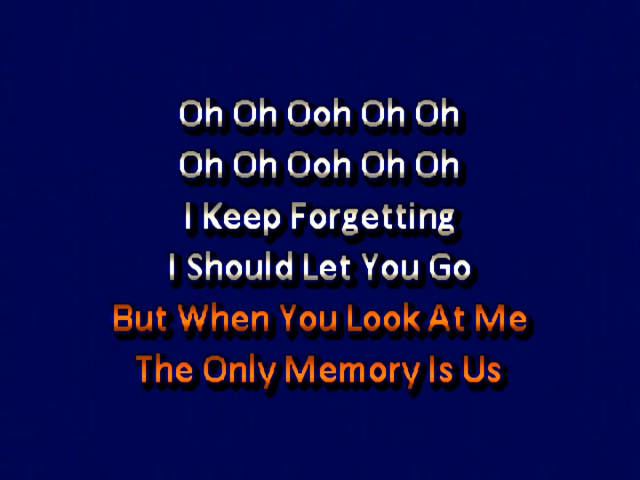 Oh Oh Ooh Oh Oh
Oh Oh Ooh Oh Oh
I Keep Forgetting
I Should Let You Go
But When You Look At Me
The Only Memory Is Us